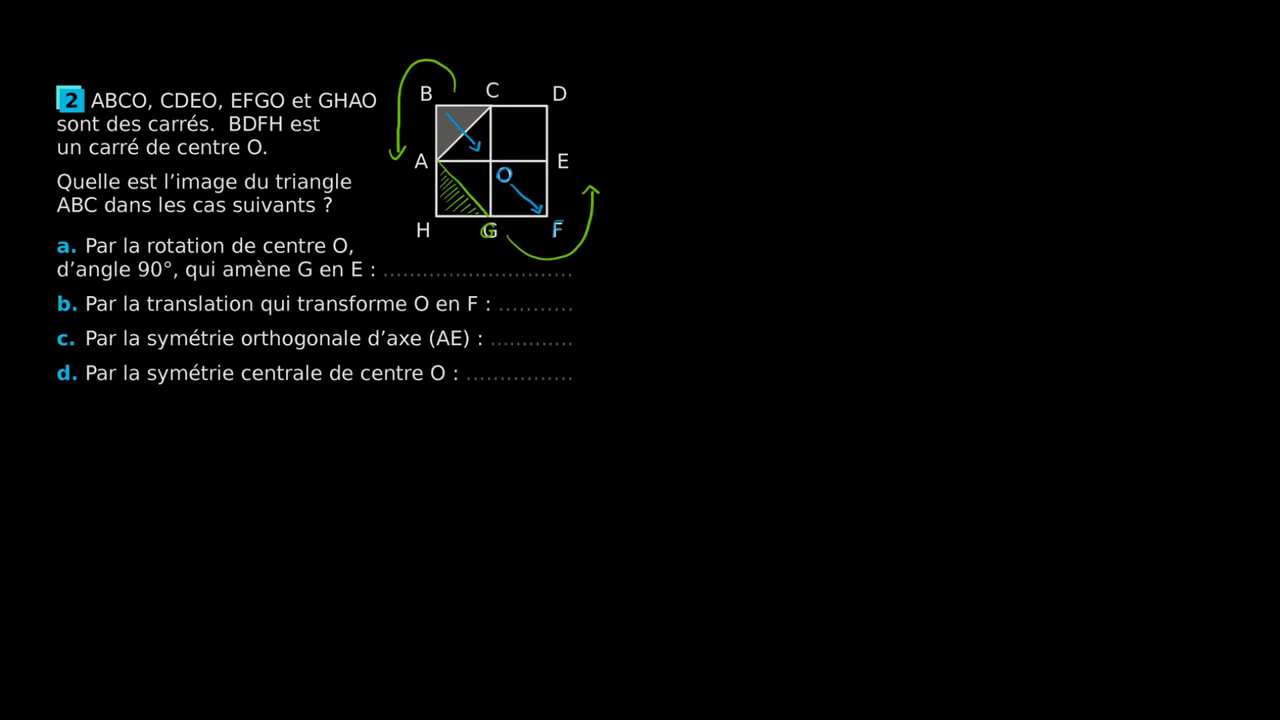 2 ABCO, CDEO, EFGO et GHAO
sont des carrés. BDFH est
un carré de centre O.
Quelle est l’image du triangle
ABC dans les cas suivants ?
a. Par la rotation de centre O,
d’angle 90°, qui amène G en E : ............................
b. Par la translation qui transforme O en F : ...........
c. Par la symétrie orthogonale d’axe (AE) : .............
d. Par la symétrie centrale de centre O : ................
B C D
A O E
H G F